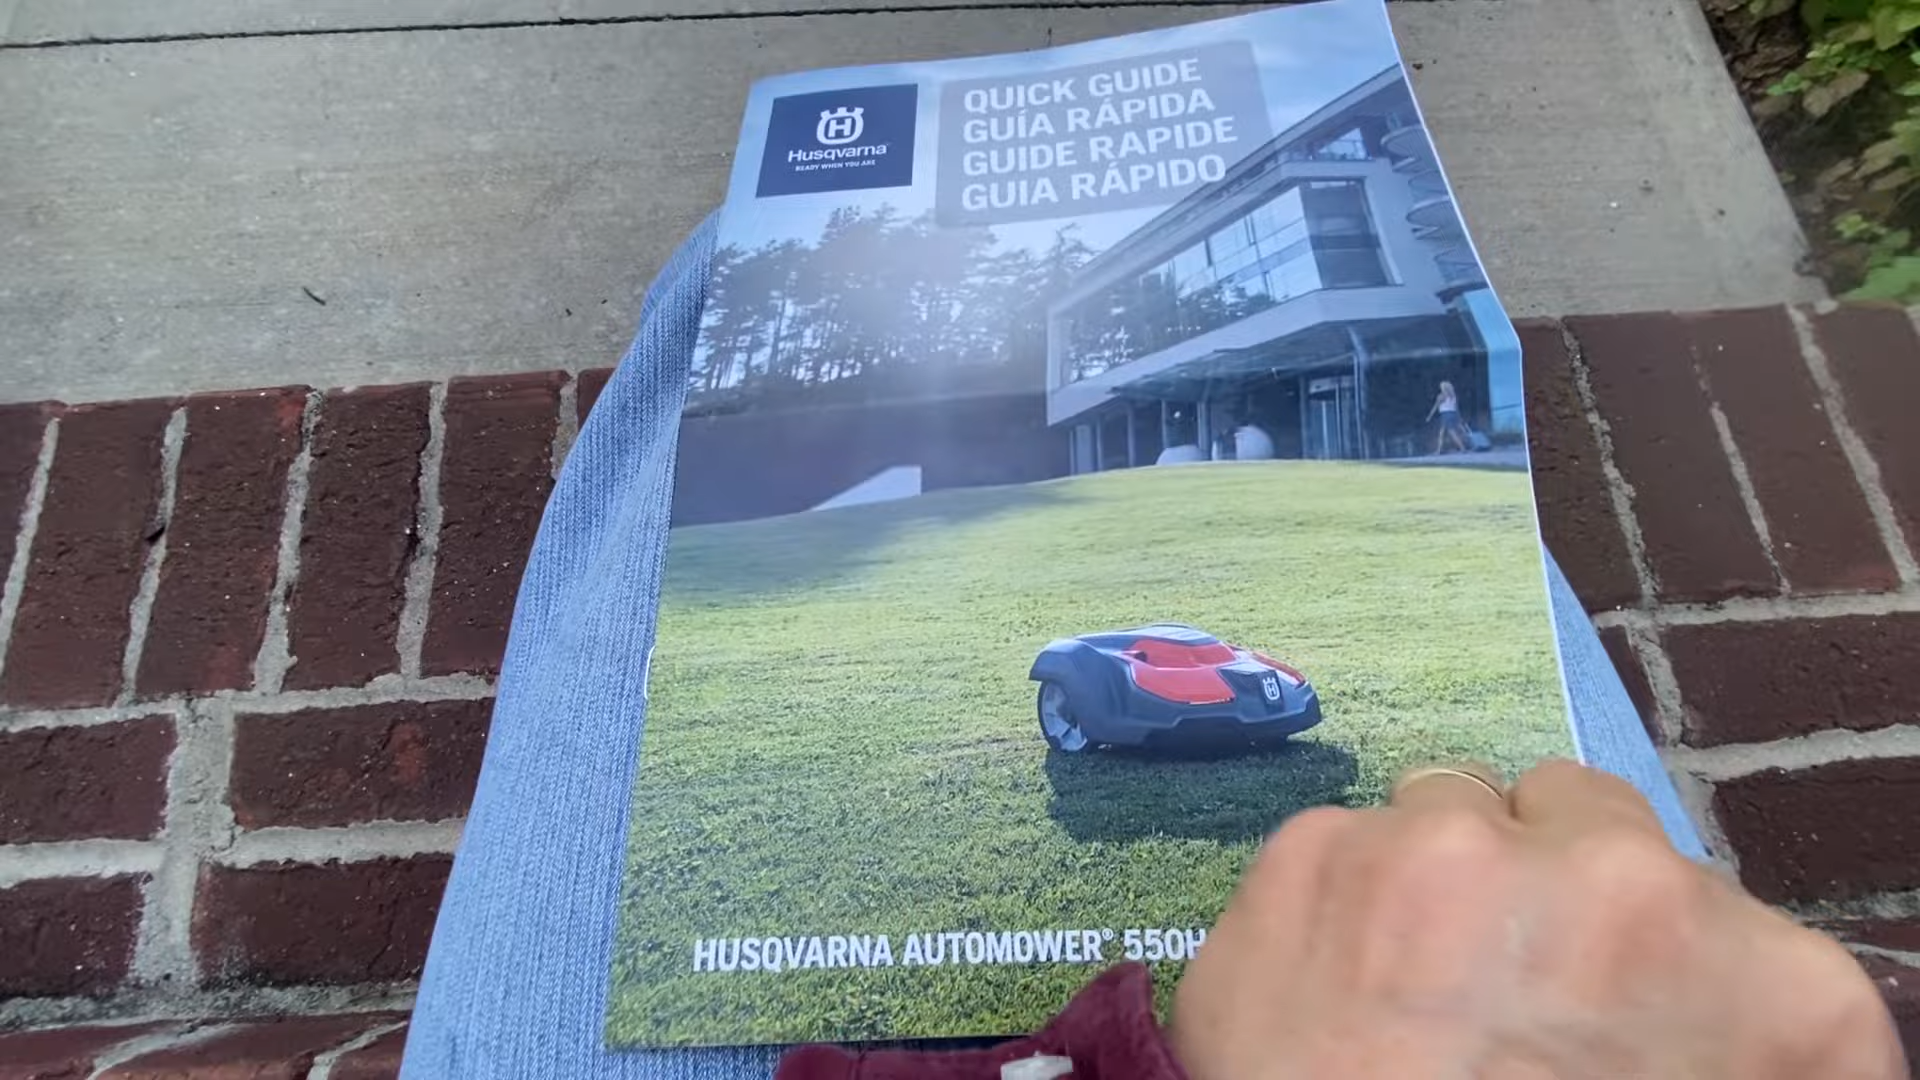 Husqvarna
READY WHEN YOU ARE
QUICK GUIDE
GUÍA RÁPIDA
GUIDE RAPIDE
GUIA RÁPIDO
HUSQVARNA AUTOMOWER® 550H